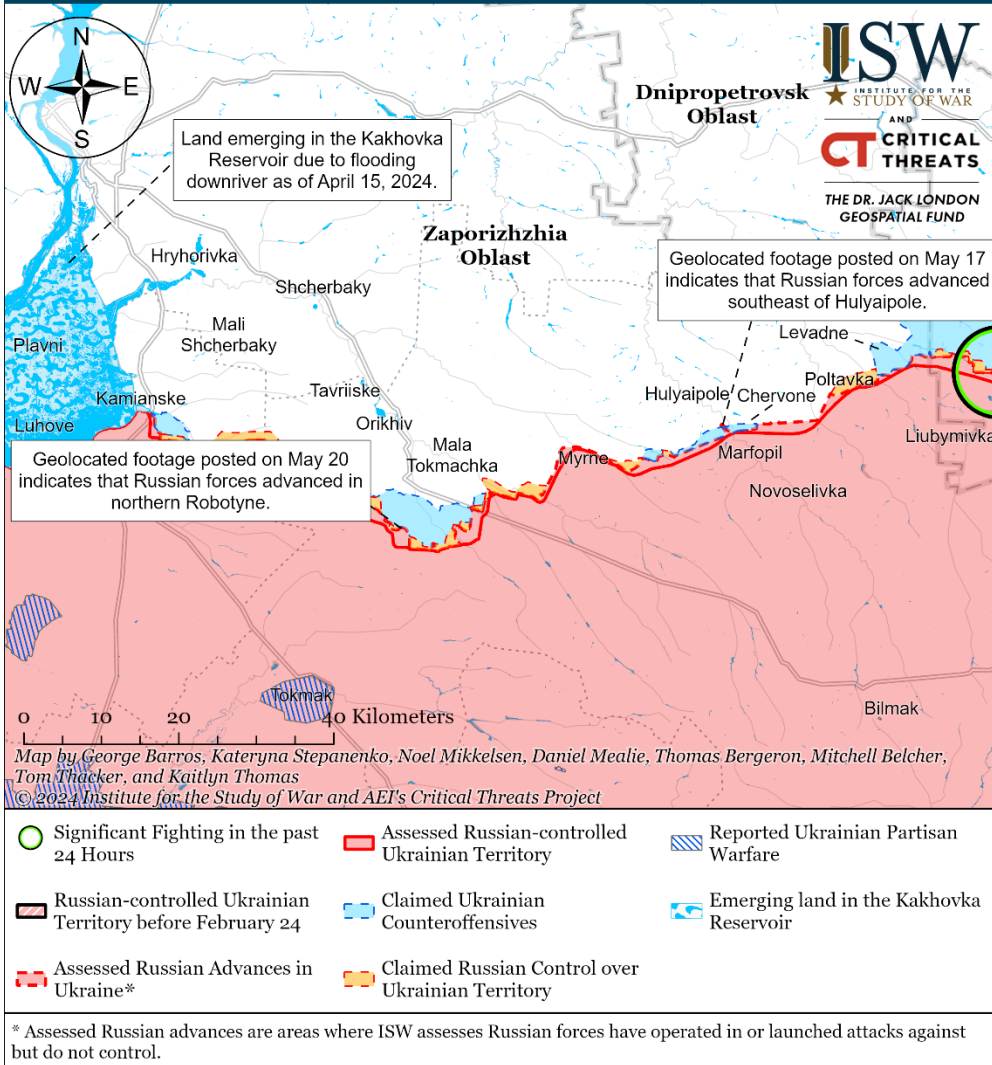 N
W
E
S
ISW
INSTITUTE FOR THE
STUDY OF WAR
AND
CT CRITICAL
THREATS
THE DR. JACK LONDON
GEOSPATIAL FUND
Dnipropetrovsk
Oblast
Land emerging in the Kakhovka
Reservoir due to flooding
downriver as of April 15, 2024.
Zaporizhzhia
Oblast
Geolocated footage posted on May 17
indicates that Russian forces advanced
southeast of Hulyaipole.
Hryhorivka
Shcherbaky
Mali
Shcherbaky
Plavni
Levadne
Tavriiske
Poltavka
Kamianske
Hulyaipole
Chervone
Luhove
Orikhiv
Liubymivka
Mala
Tokmachka
Myrne
Marfopil
Geolocated footage posted on May 20
indicates that Russian forces advanced in
northern Robotyne.
Novoselivka
Tokmak
Bilmak
0 10 20 40 Kilometers
Map by George Barros, Kateryna Stepanenko, Noel Mikkelsen, Daniel Mealie, Thomas Bergeron, Mitchell Belcher,
Tom Thacker, and Kaitlyn Thomas
© 2024 Institute for the Study of War and AEI's Critical Threats Project
Significant Fighting in the past
24 Hours
Assessed Russian-controlled
Ukrainian Territory
Reported Ukrainian Partisan
Warfare
Russian-controlled Ukrainian
Territory before February 24
Claimed Ukrainian
Counteroffensives
Emerging land in the Kakhovka
Reservoir
Assessed Russian Advances in
Ukraine*
Claimed Russian Control over
Ukrainian Territory
* Assessed Russian advances are areas where ISW assesses Russian forces have operated in or launched attacks against
but do not control.